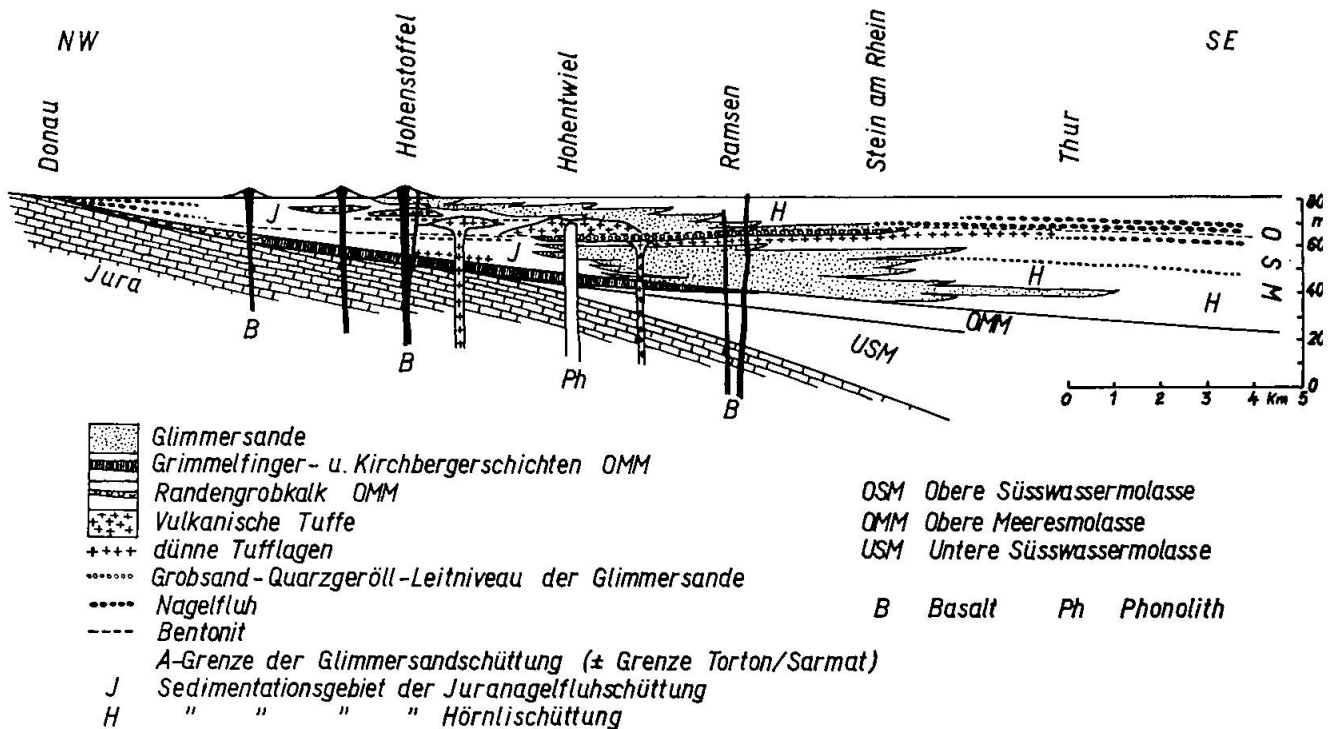 NW
SE
Donau
Hohenstoffel
Hohentwiel
Ramsen
Stein am Rhein
Thur
J
H
80
m
60
40
20
0
OSM
J
H
H
Jura
OMM
USM
B
B
Ph
B
0 1 2 3 4 Km 5
Glimmersande
Grimmelfinger- u. Kirchbergerschichten OMM
Randengrobkalk OMM
Vulkanische Tuffe
dünne Tufflagen
Grobsand-Quarzgeröll-Leitniveau der Glimmersande
Nagelfluh
Bentonit
A-Grenze der Glimmersandschüttung (± Grenze Torton/Sarmat)
J Sedimentationsgebiet der Juranagelfluhschüttung
H " " " " Hörnlischüttung
OSM Obere Süsswassermolasse
OMM Obere Meeresmolasse
USM Untere Süsswassermolasse
B Basalt Ph Phonolith